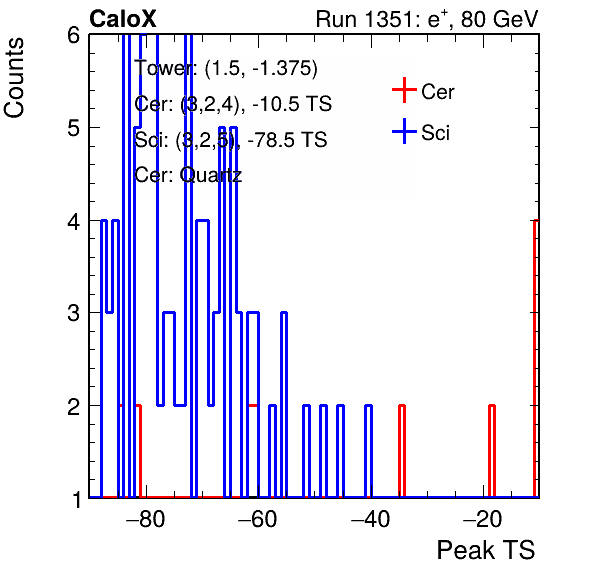 CaloX Run 1351: e⁺, 80 GeV
Counts
Tower: (1.5, -1.375)
Cer: (3,2,4), -10.5 TS
Sci: (3,2,5), -78.5 TS
Cer: Quartz
Cer
Sci
6
5
4
3
2
1
−80 −60 −40 −20
Peak TS